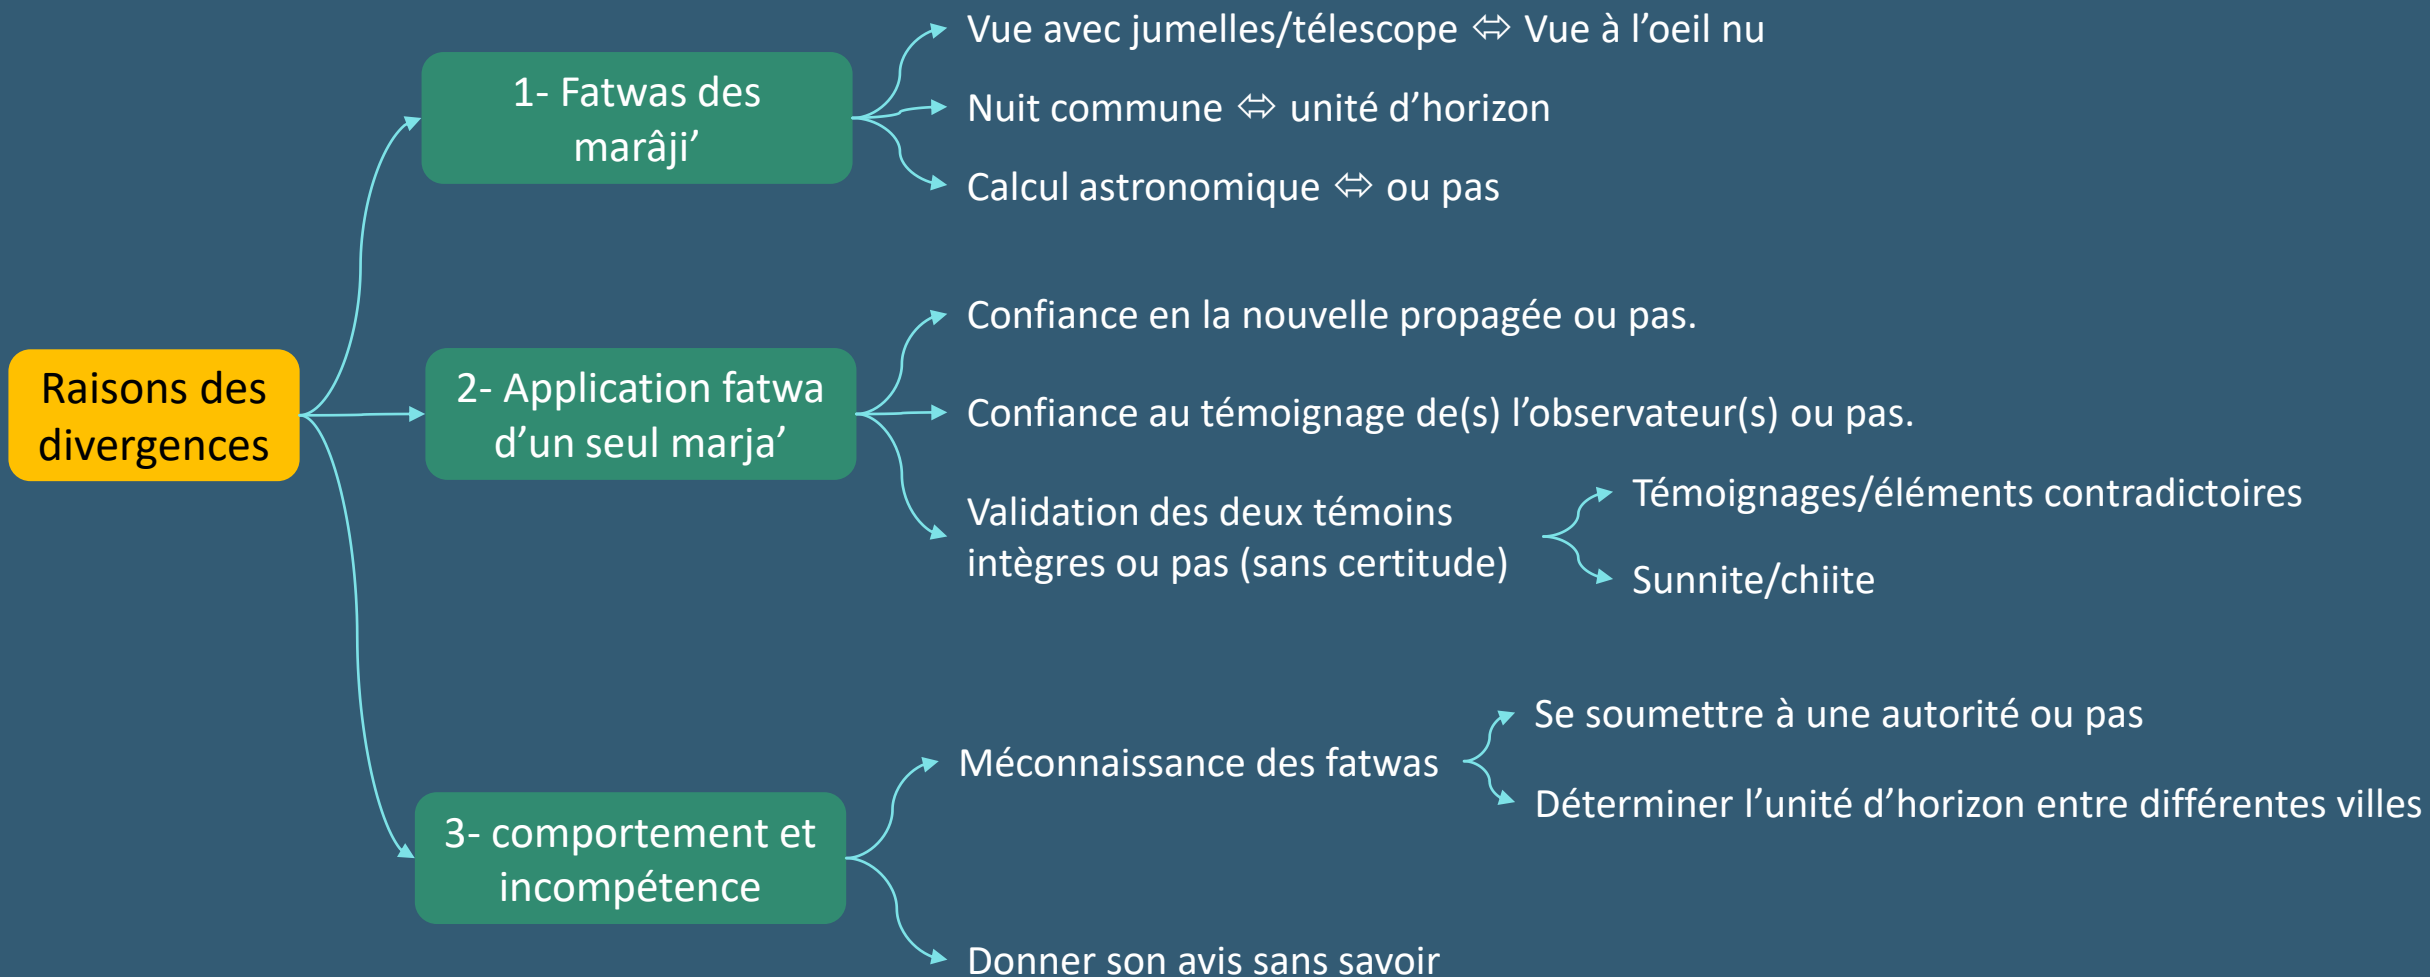 Raisons des
divergences
1- Fatwas des
marâji’
Vue avec jumelles/télescope ⇔ Vue à l’oeil nu
Nuit commune ⇔ unité d’horizon
Calcul astronomique ⇔ ou pas
2- Application fatwa
d’un seul marja’
Confiance en la nouvelle propagée ou pas.
Confiance au témoignage de(s) l’observateur(s) ou pas.
Validation des deux témoins
intègres ou pas (sans certitude)
Témoignages/éléments contradictoires
Sunnite/chiite
3- comportement et
incompétence
Méconnaissance des fatwas
Se soumettre à une autorité ou pas
Déterminer l’unité d’horizon entre différentes villes
Donner son avis sans savoir